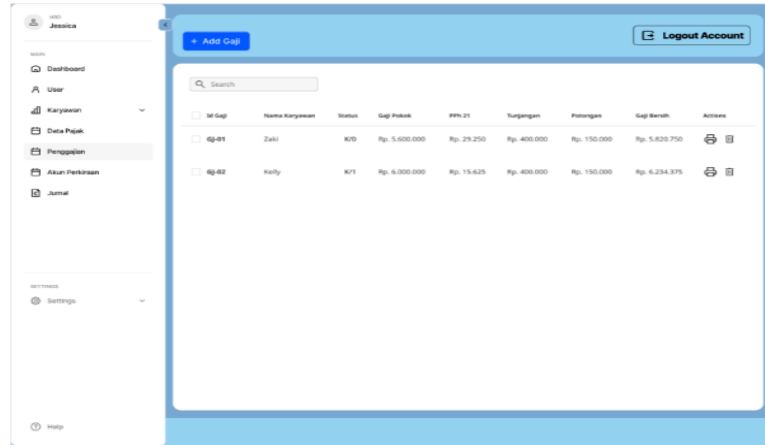 HRD
Jessica
MAIN
Dashboard
User
Karyawan
Data Pajak
Penggajian
Akun Perkiraan
Jurnal
SETTINGS
Settings
Help
+ Add Gaji
Logout Account
Search
Id Gaji Nama Karyawan Status Gaji Pokok PPh 21 Tunjangan Potongan Gaji Bersih Actions
GJ-01 Zaki K/0 Rp. 5.600.000 Rp. 29.250 Rp. 400.000 Rp. 150.000 Rp. 5.820.750
GJ-02 Kelly K/1 Rp. 6.000.000 Rp. 15.625 Rp. 400.000 Rp. 150.000 Rp. 6.234.375